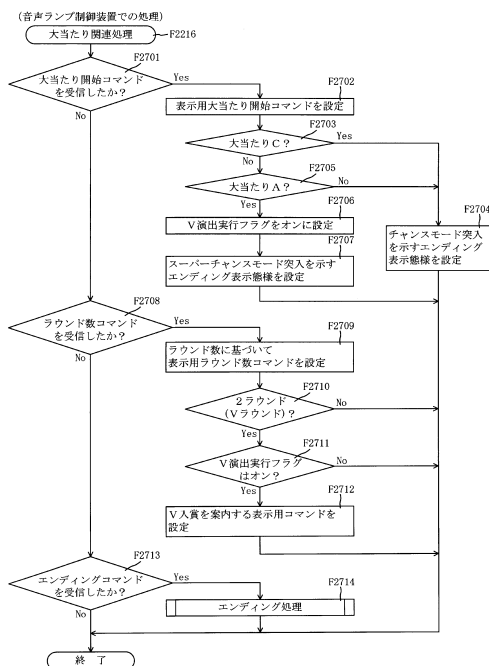 （音声ランプ制御装置での処理）
大当たり関連処理
F2216
F2701
大当たり開始コマンド
を受信したか？
Yes
No
F2702
表示用大当たり開始コマンドを設定
F2703
大当たりＣ？
Yes
No
F2705
大当たりＡ？
No
Yes
F2706
Ｖ演出実行フラグをオンに設定
F2704
チャンスモード突入
を示すエンディング
表示態様を設定
F2707
スーパーチャンスモード突入を示す
エンディング表示態様を設定
F2708
ラウンド数コマンド
を受信したか？
Yes
No
F2709
ラウンド数に基づいて
表示用ラウンド数コマンドを設定
F2710
２ラウンド
（Ｖラウンド）？
No
Yes
F2711
Ｖ演出実行フラグ
はオン？
No
Yes
F2712
Ｖ入賞を案内する表示用コマンドを
設定
F2713
エンディングコマンド
を受信したか？
Yes
No
F2714
エンディング処理
終 了